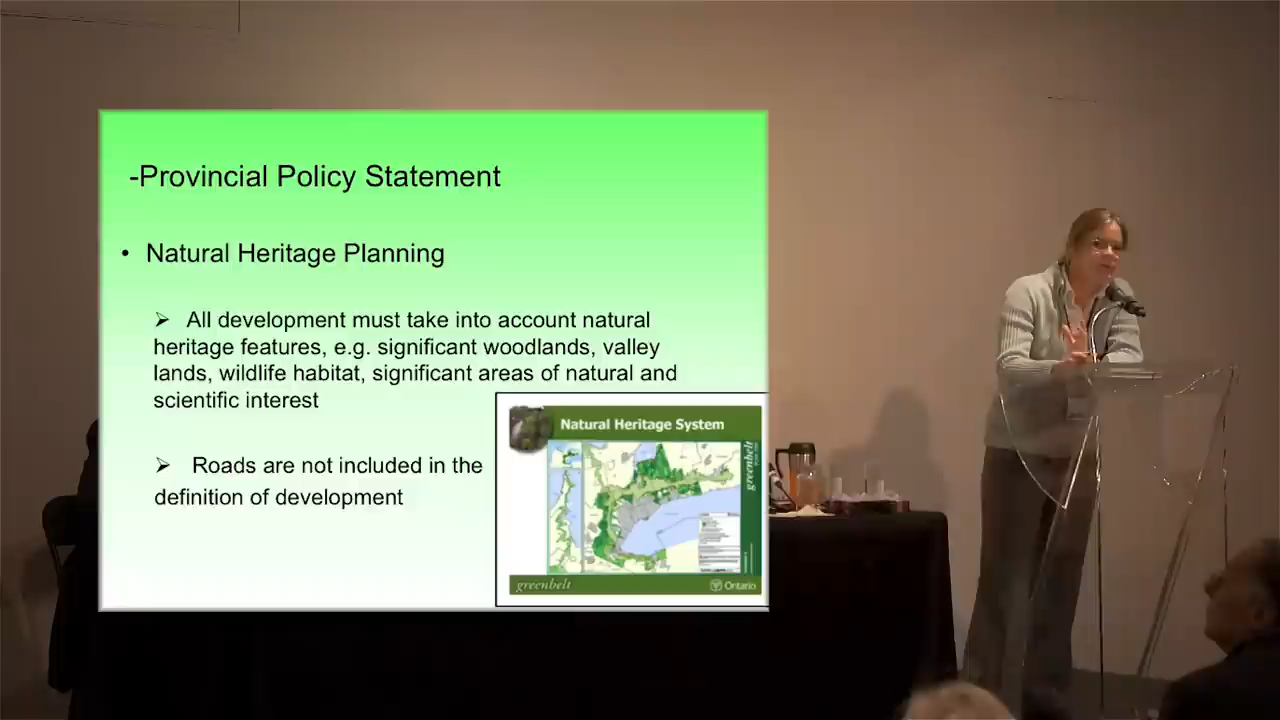 -Provincial Policy Statement
• Natural Heritage Planning
➢ All development must take into account natural
heritage features, e.g. significant woodlands, valley
lands, wildlife habitat, significant areas of natural and
scientific interest
➢ Roads are not included in the
definition of development
Natural Heritage System
greenbelt
greenbelt
Ontario